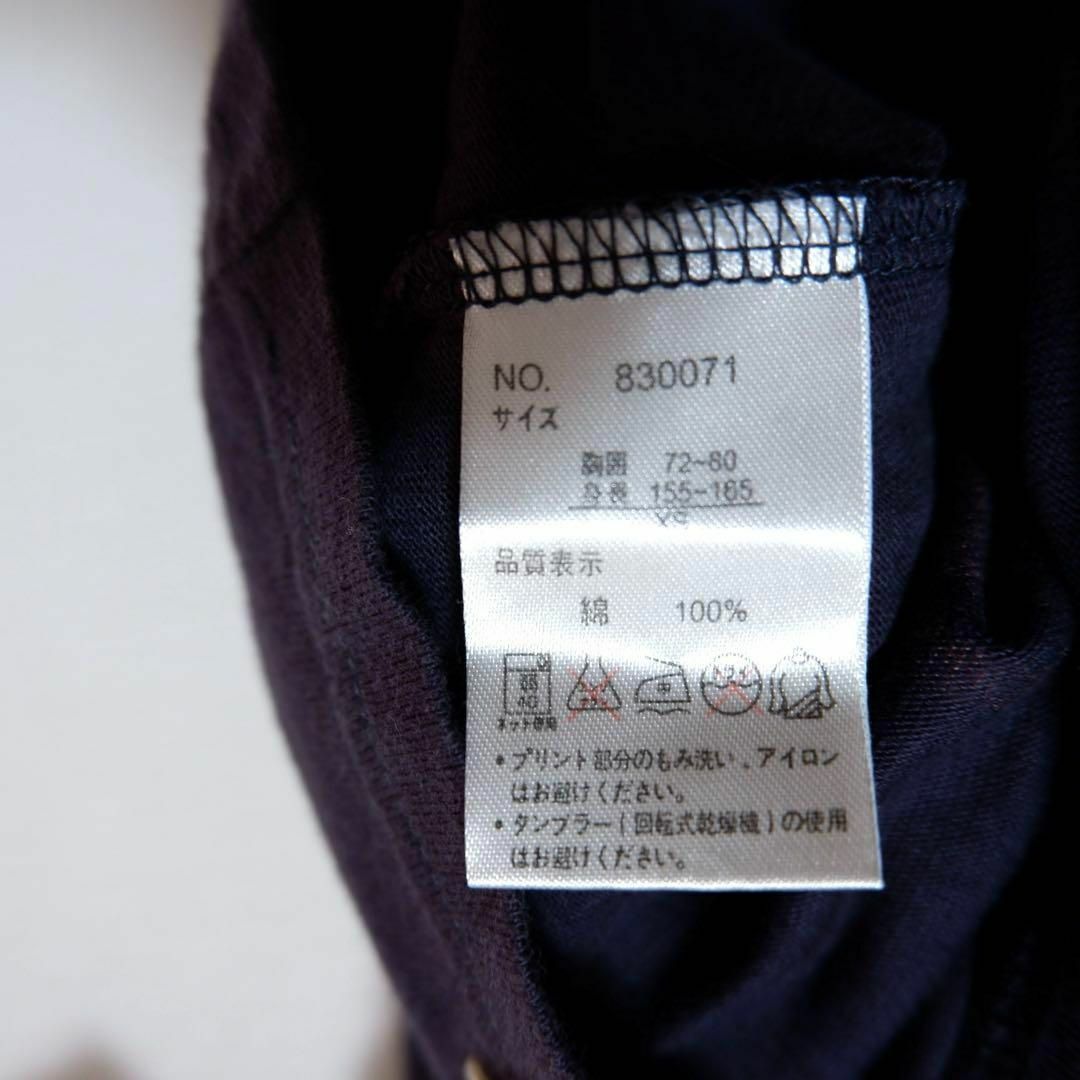 NO. 830071
サイズ
胸囲 72~80
身長 155~165
品質表示
綿 100%
40
ネット使用
・プリント部分のもみ洗い、アイロン
はお避けください。
・タンブラー(回転式乾燥機)の使用
はお避けください。